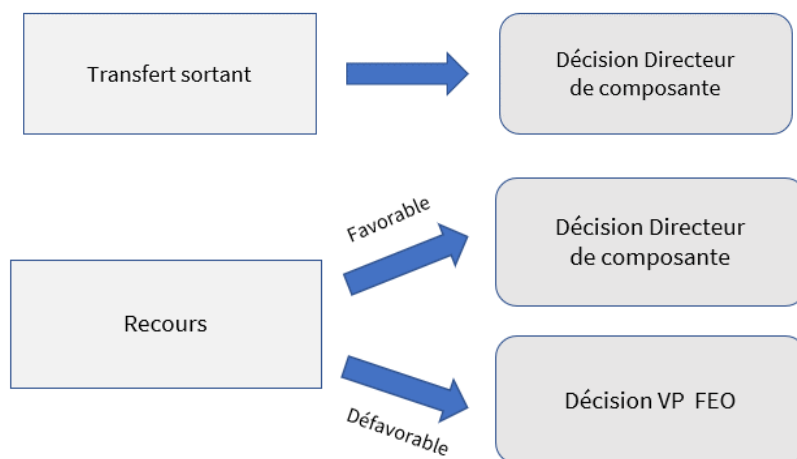 Transfert sortant
Décision Directeur
de composante
Favorable
Décision Directeur
de composante
Recours
Défavorable
Décision VP  FEO